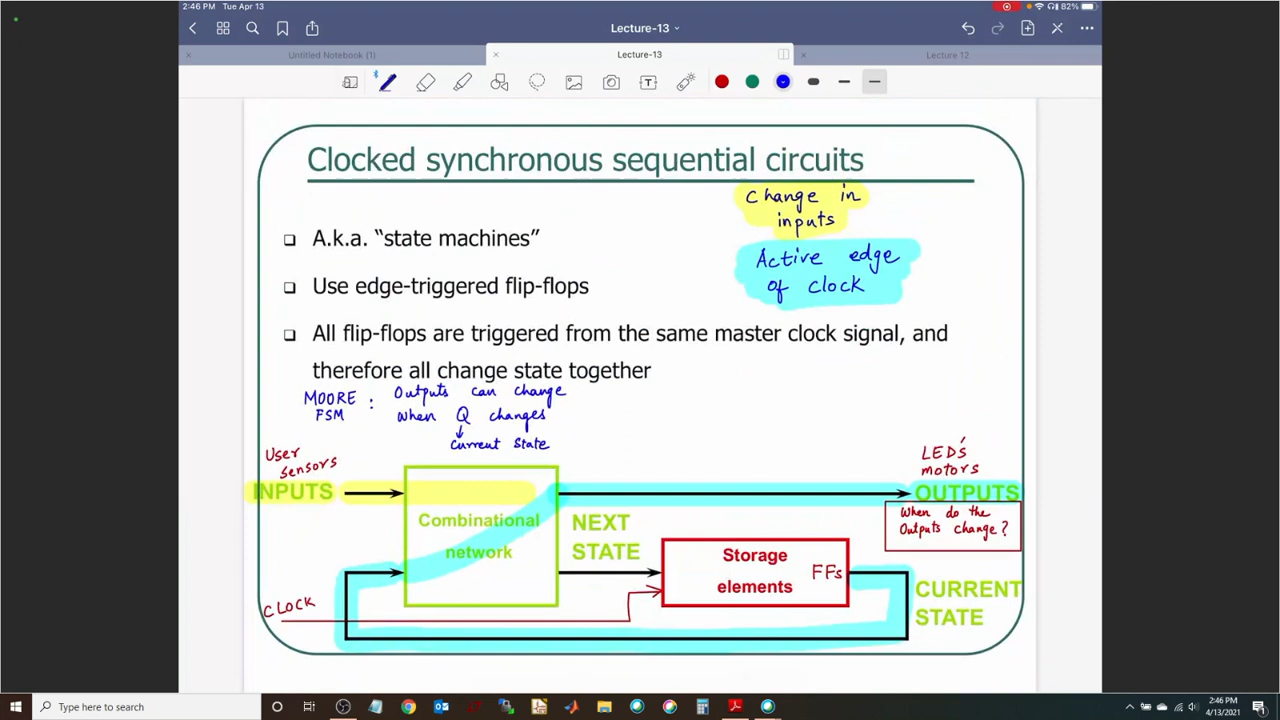 2:46 PM Tue Apr 13
82%
Lecture-13
Untitled Notebook (1)
Lecture-13
Lecture 12
Clocked synchronous sequential circuits
Change in
inputs
Active edge
of clock
A.k.a. “state machines”
Use edge-triggered flip-flops
All flip-flops are triggered from the same master clock signal, and
therefore all change state together
MOORE FSM : Outputs can change
when Q changes
Current State
User
sensors
INPUTS
LED's
motors
OUTPUTS
When do the
Outputs change?
Combinational
network
NEXT
STATE
Storage
elements
FFs
CURRENT
STATE
CLOCK
Type here to search
2:46 PM
4/13/2021